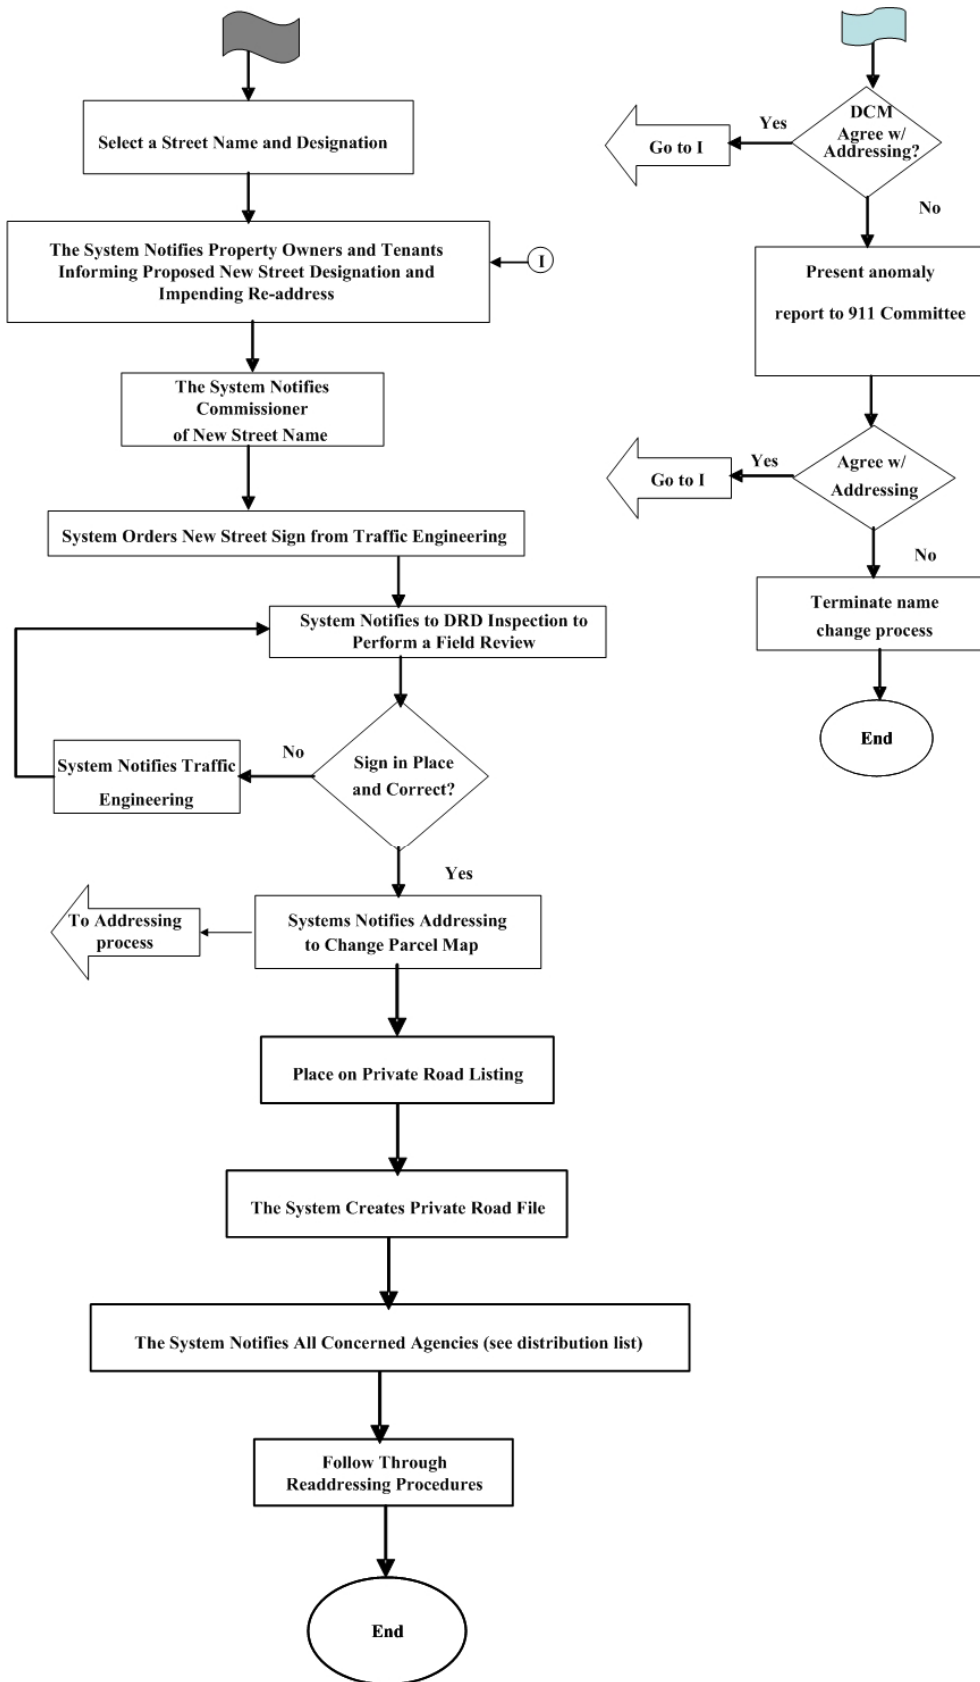 Select a Street Name and Designation
The System Notifies Property Owners and Tenants
Informing Proposed New Street Designation and
Impending Re-address
I
The System Notifies
Commissioner
of New Street Name
System Orders New Street Sign from Traffic Engineering
System Notifies to DRD Inspection to
Perform a Field Review
Sign in Place
and Correct?
No
System Notifies Traffic
Engineering
Yes
Systems Notifies Addressing
to Change Parcel Map
To Addressing
process
Place on Private Road Listing
The System Creates Private Road File
The System Notifies All Concerned Agencies (see distribution list)
Follow Through
Readdressing Procedures
End
DCM
Agree w/
Addressing?
Yes
Go to I
No
Present anomaly
report to 911 Committee
Agree w/
Addressing
Yes
Go to I
No
Terminate name
change process
End